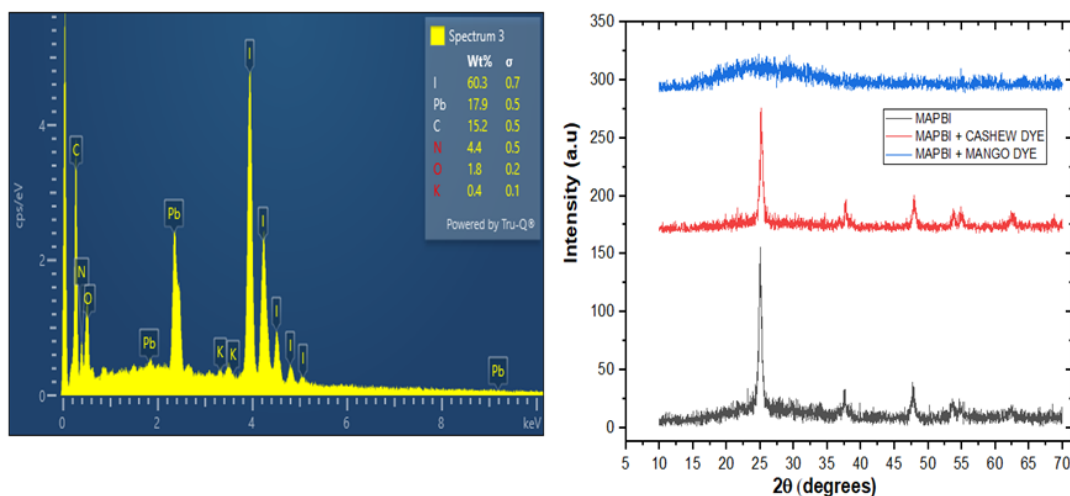 Spectrum 3
Wt% σ
I 60.3 0.7
Pb 17.9 0.5
C 15.2 0.5
N 4.4 0.5
O 1.8 0.2
K 0.4 0.1
Powered by Tru-Q®
I
C
Pb
I
N
O
I
Pb
K
K
I
I
Pb
cps/eV
4
2
0
0 2 4 6 8 keV
350
300
250
200
150
100
50
0
Intensity (a.u)
MAPBI
MAPBI + CASHEW DYE
MAPBI + MANGO DYE
5 10 15 20 25 30 35 40 45 50 55 60 65 70
2θ (degrees)